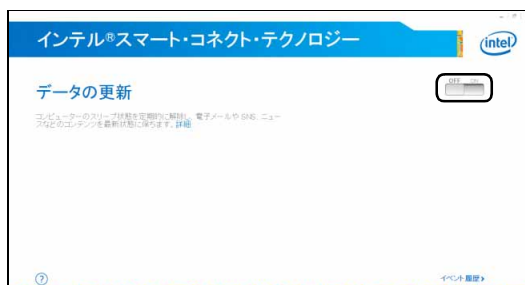 インテル®スマート・コネクト・テクノロジー
intel
データの更新
OFF ON
コンピューターのスリープ状態を定期的に解除し、電子メールや SNS、ニュー
スなどのコンテンツを最新状態に保ちます。詳細
?
イベント履歴